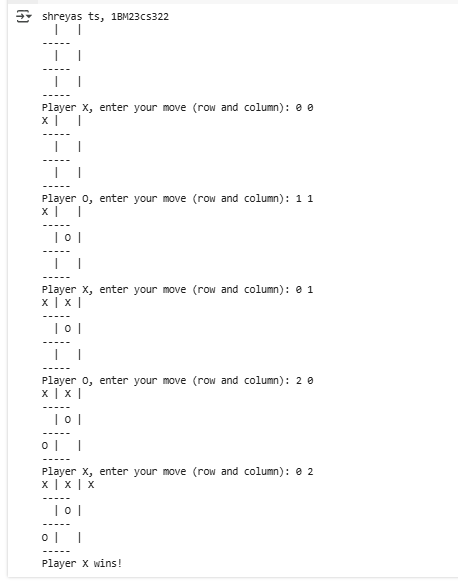 shreyas ts, 1BM23cs322
  |   |
-----
  |   |
-----
  |   |
-----
Player X, enter your move (row and column): 0 0
X |   |
-----
  |   |
-----
  |   |
-----
Player O, enter your move (row and column): 1 1
X |   |
-----
  | O |
-----
  |   |
-----
Player X, enter your move (row and column): 0 1
X | X |
-----
  | O |
-----
  |   |
-----
Player O, enter your move (row and column): 2 0
X | X |
-----
  | O |
-----
O |   |
-----
Player X, enter your move (row and column): 0 2
X | X | X
-----
  | O |
-----
O |   |
-----
Player X wins!